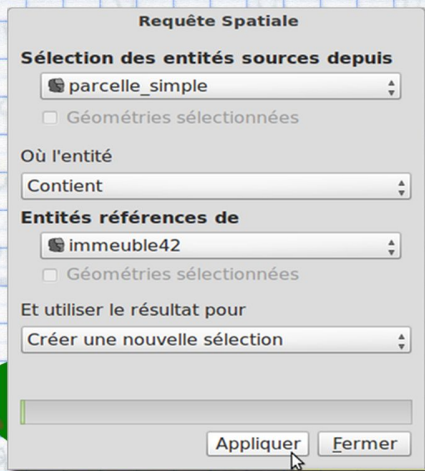 Requête Spatiale
Sélection des entités sources depuis
parcelle_simple
Géométries sélectionnées
Où l'entité
Contient
Entités références de
immeuble42
Géométries sélectionnées
Et utiliser le résultat pour
Créer une nouvelle sélection
Appliquer Fermer